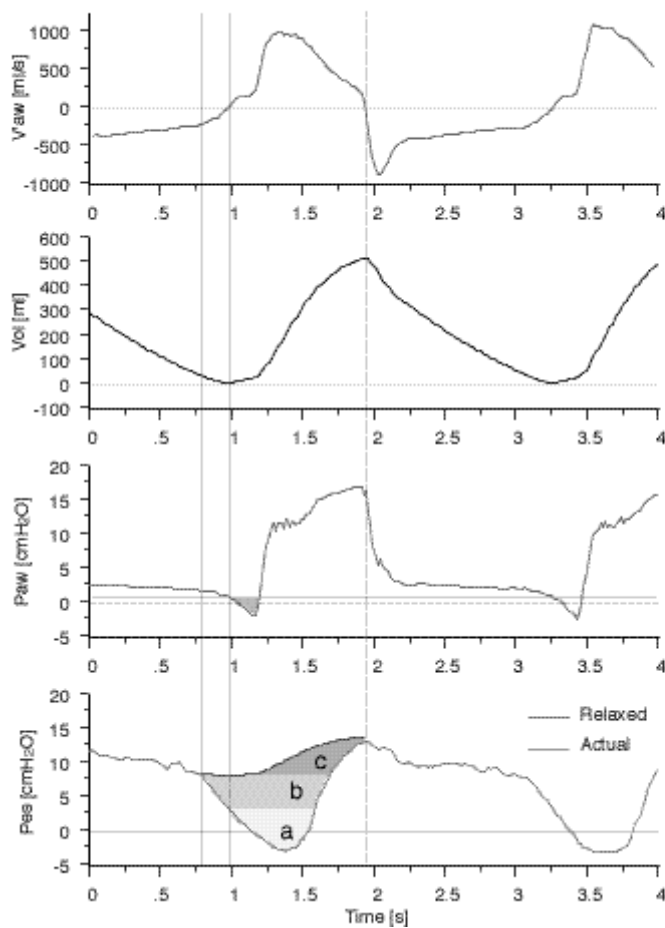 V'aw [ml/s]
1000
500
0
-500
-1000
0 .5 1 1.5 2 2.5 3 3.5 4
Vol [ml]
600
500
400
300
200
100
0
-100
0 .5 1 1.5 2 2.5 3 3.5 4
Paw [cmH₂O]
20
15
10
5
0
-5
0 .5 1 1.5 2 2.5 3 3.5 4
Pes [cmH₂O]
20
15
10
5
0
-5
Relaxed
Actual
c
b
a
0 .5 1 1.5 2 2.5 3 3.5 4
Time [s]